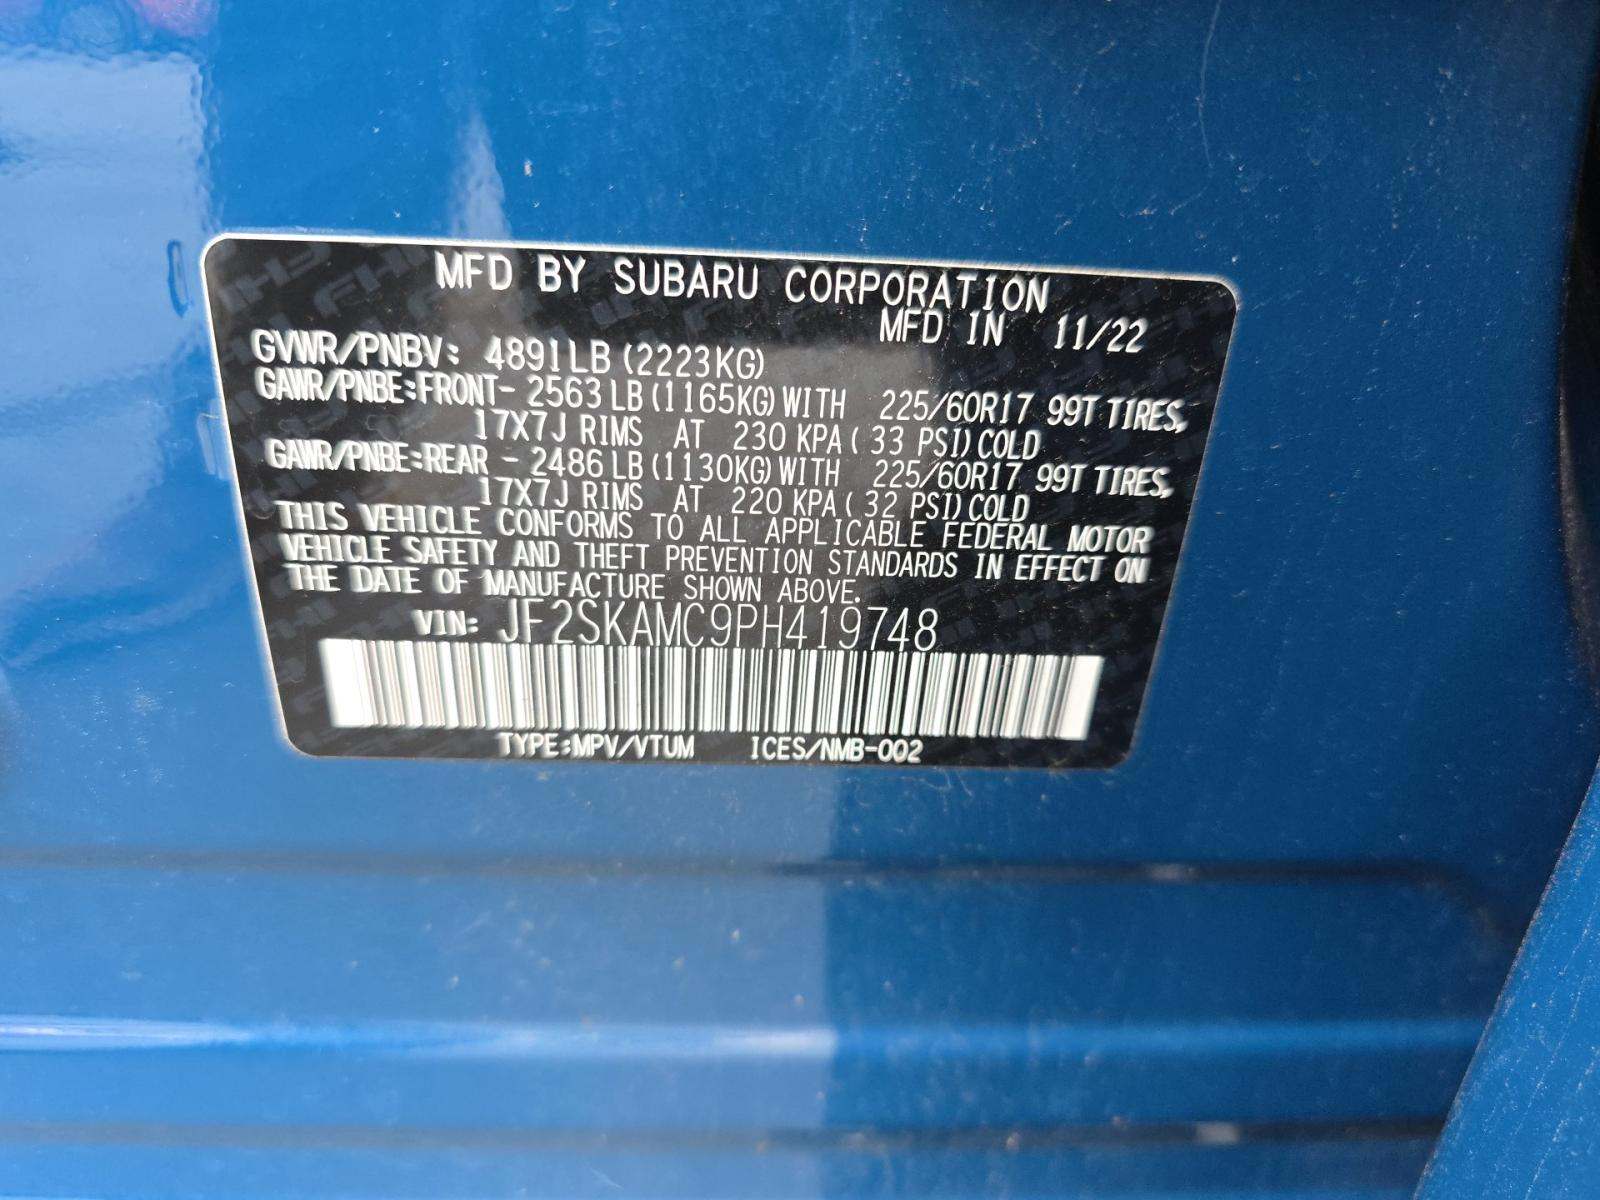 MFD BY SUBARU CORPORATION
MFD IN 11/22
GVWR/PNBV: 4891LB (2223KG)
GAWR/PNBE:FRONT- 2563LB (1165KG) WITH 225/60R17 99T TIRES,
17X7J RIMS AT 230 KPA ( 33 PSI) COLD
GAWR/PNBE:REAR - 2486LB (1130KG) WITH 225/60R17 99T TIRES,
17X7J RIMS AT 220 KPA ( 32 PSI) COLD
THIS VEHICLE CONFORMS TO ALL APPLICABLE FEDERAL MOTOR
VEHICLE SAFETY AND THEFT PREVENTION STANDARDS IN EFFECT ON
THE DATE OF MANUFACTURE SHOWN ABOVE.
VIN: JF2SKAMC9PH419748
TYPE:MPV/VTUM ICES/NMB-002